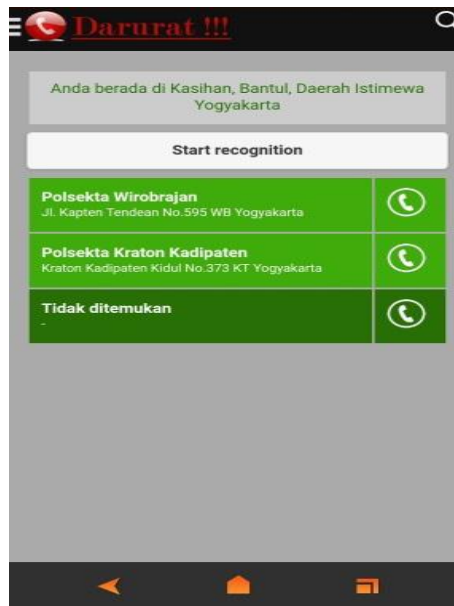 Darurat !!!
Anda berada di Kasihan, Bantul, Daerah Istimewa
Yogyakarta
Start recognition
Polsekta Wirobrajan
Jl. Kapten Tendean No.595 WB Yogyakarta
Polsekta Kraton Kadipaten
Kraton Kadipaten Kidul No.373 KT Yogyakarta
Tidak ditemukan
-